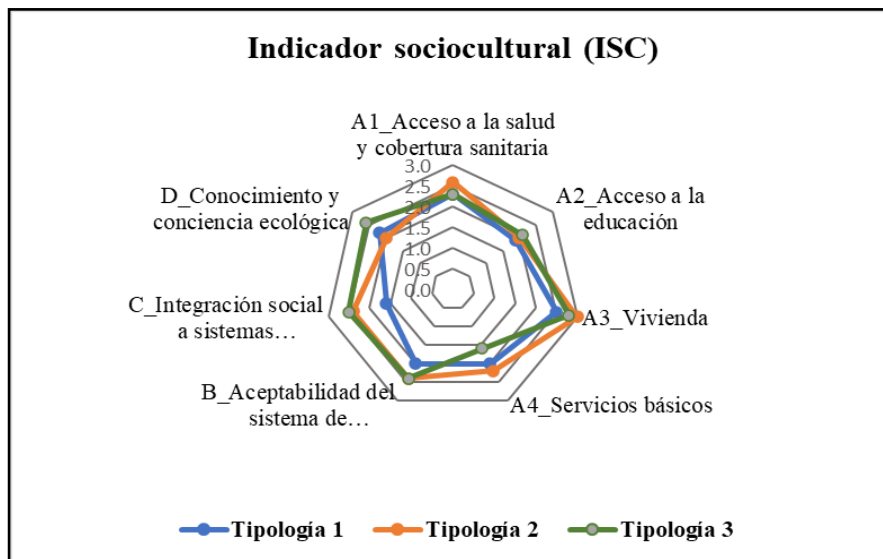 Indicador sociocultural (ISC)
A1_Acceso a la salud
y cobertura sanitaria
A2_Acceso a la
educación
A3_Vivienda
A4_Servicios básicos
B_Aceptabilidad del
sistema de…
C_Integración social
a sistemas…
D_Conocimiento y
conciencia ecológica
3.0
2.5
2.0
1.5
1.0
0.5
0.0
Tipología 1
Tipología 2
Tipología 3